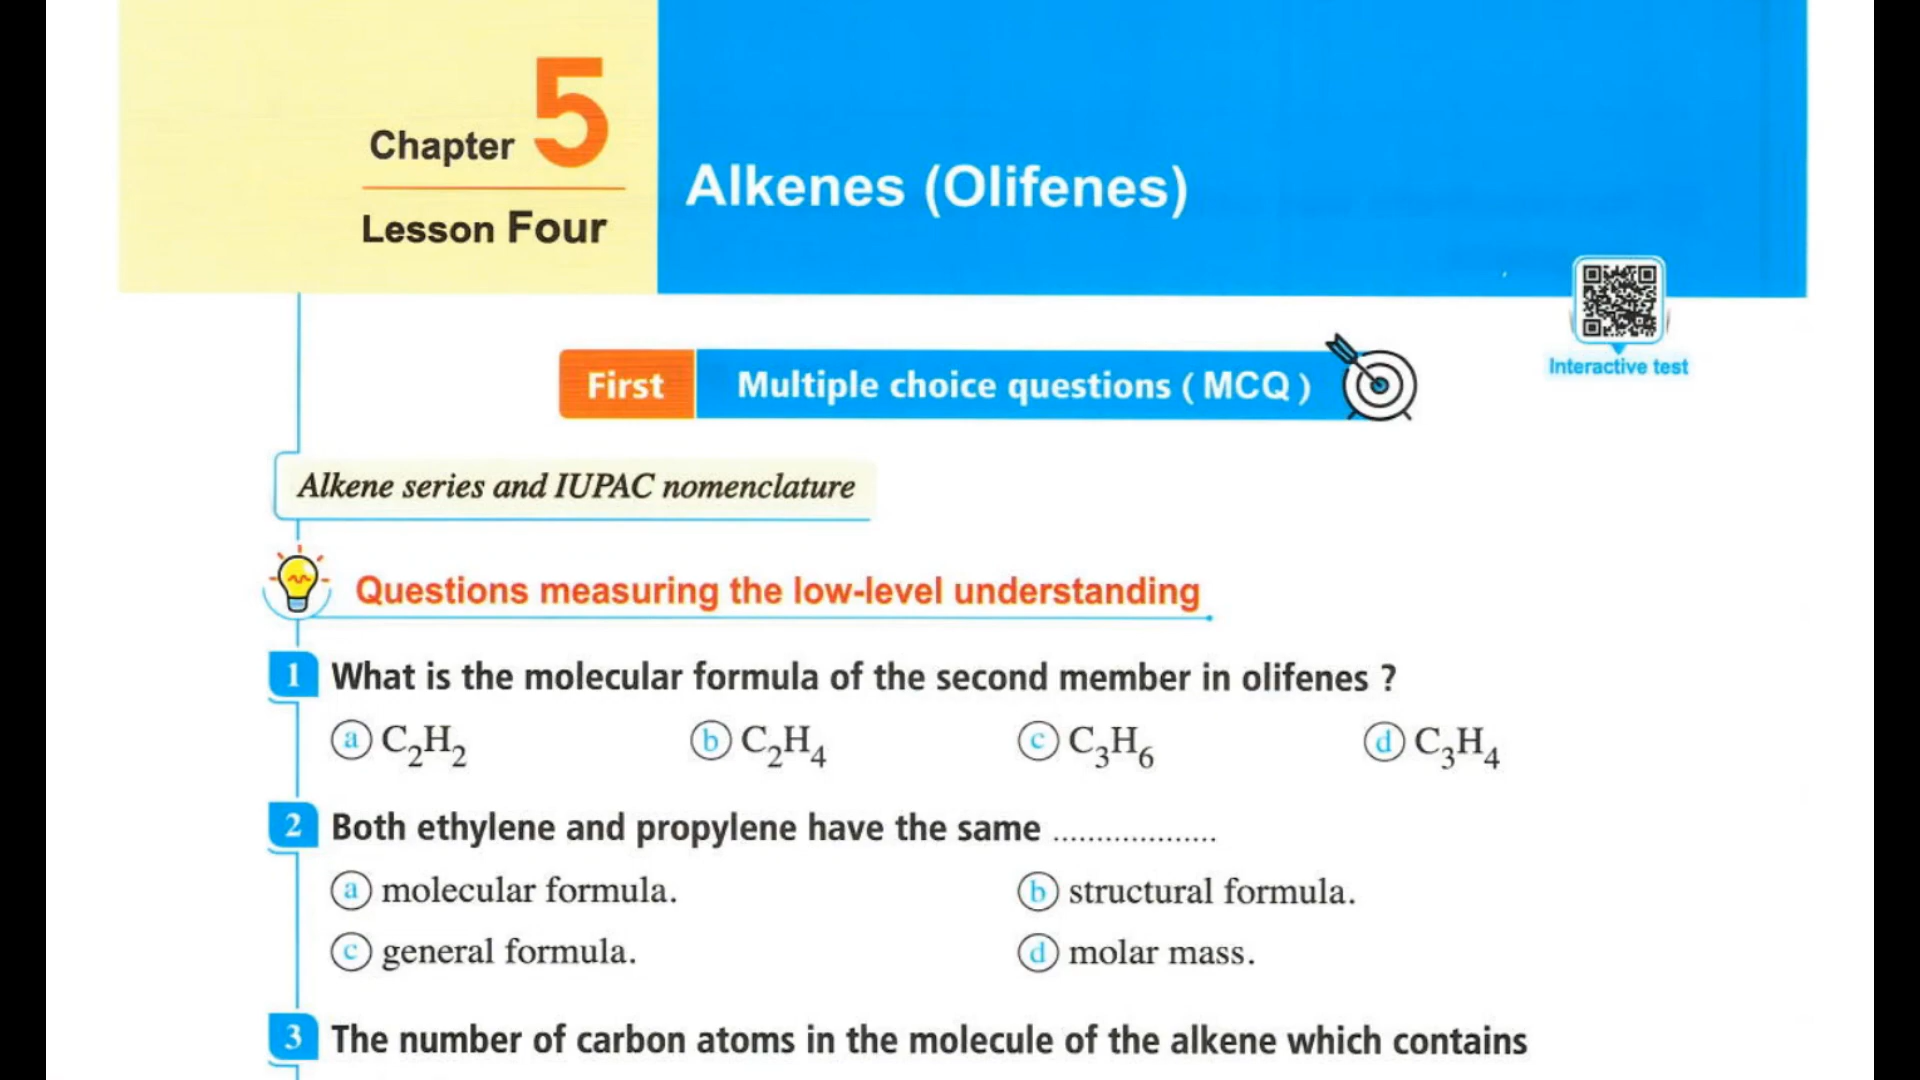 Chapter 5
Lesson Four
Alkenes (Olifenes)
Interactive test
First Multiple choice questions ( MCQ )
Alkene series and IUPAC nomenclature
Questions measuring the low-level understanding
1 What is the molecular formula of the second member in olifenes ?
a C₂H₂ b C₂H₄ c C₃H₆ d C₃H₄
2 Both ethylene and propylene have the same ...................
a molecular formula. b structural formula.
c general formula. d molar mass.
3 The number of carbon atoms in the molecule of the alkene which contains